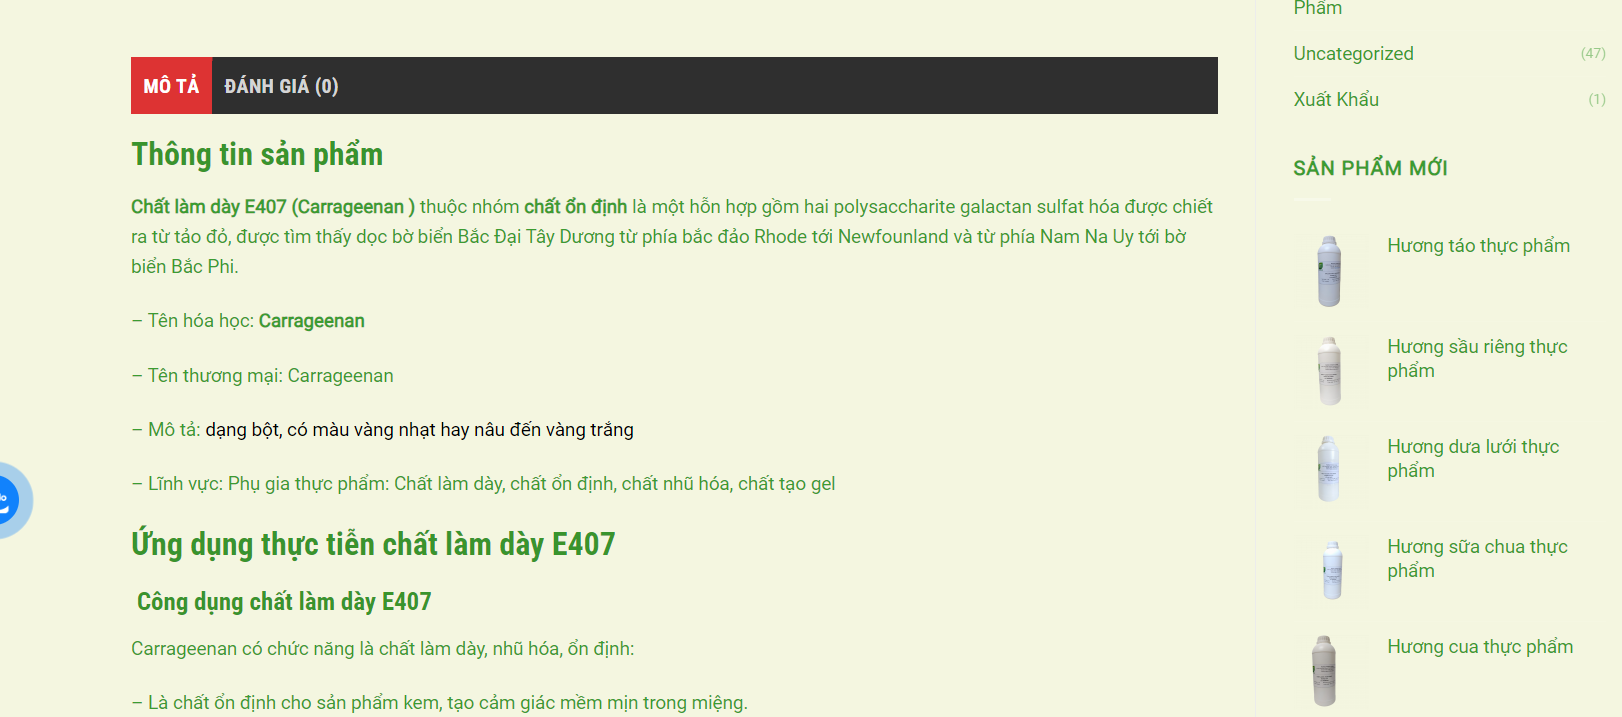 MÔ TẢ ĐÁNH GIÁ (0)
Thông tin sản phẩm
Chất làm dày E407 (Carrageenan ) thuộc nhóm chất ổn định là một hỗn hợp gồm hai polysaccharite galactan sulfat hóa được chiết
ra từ tảo đỏ, được tìm thấy dọc bờ biển Bắc Đại Tây Dương từ phía bắc đảo Rhode tới Newfounland và từ phía Nam Na Uy tới bờ
biển Bắc Phi.
– Tên hóa học: Carrageenan
– Tên thương mại: Carrageenan
– Mô tả: dạng bột, có màu vàng nhạt hay nâu đến vàng trắng
– Lĩnh vực: Phụ gia thực phẩm: Chất làm dày, chất ổn định, chất nhũ hóa, chất tạo gel
Ứng dụng thực tiễn chất làm dày E407
Công dụng chất làm dày E407
Carrageenan có chức năng là chất làm dày, nhũ hóa, ổn định:
– Là chất ổn định cho sản phẩm kem, tạo cảm giác mềm mịn trong miệng.
Phẩm
Uncategorized (47)
Xuất Khẩu (1)
SẢN PHẨM MỚI
Hương táo thực phẩm
Hương sầu riêng thực
phẩm
Hương dưa lưới thực
phẩm
Hương sữa chua thực
phẩm
Hương cua thực phẩm